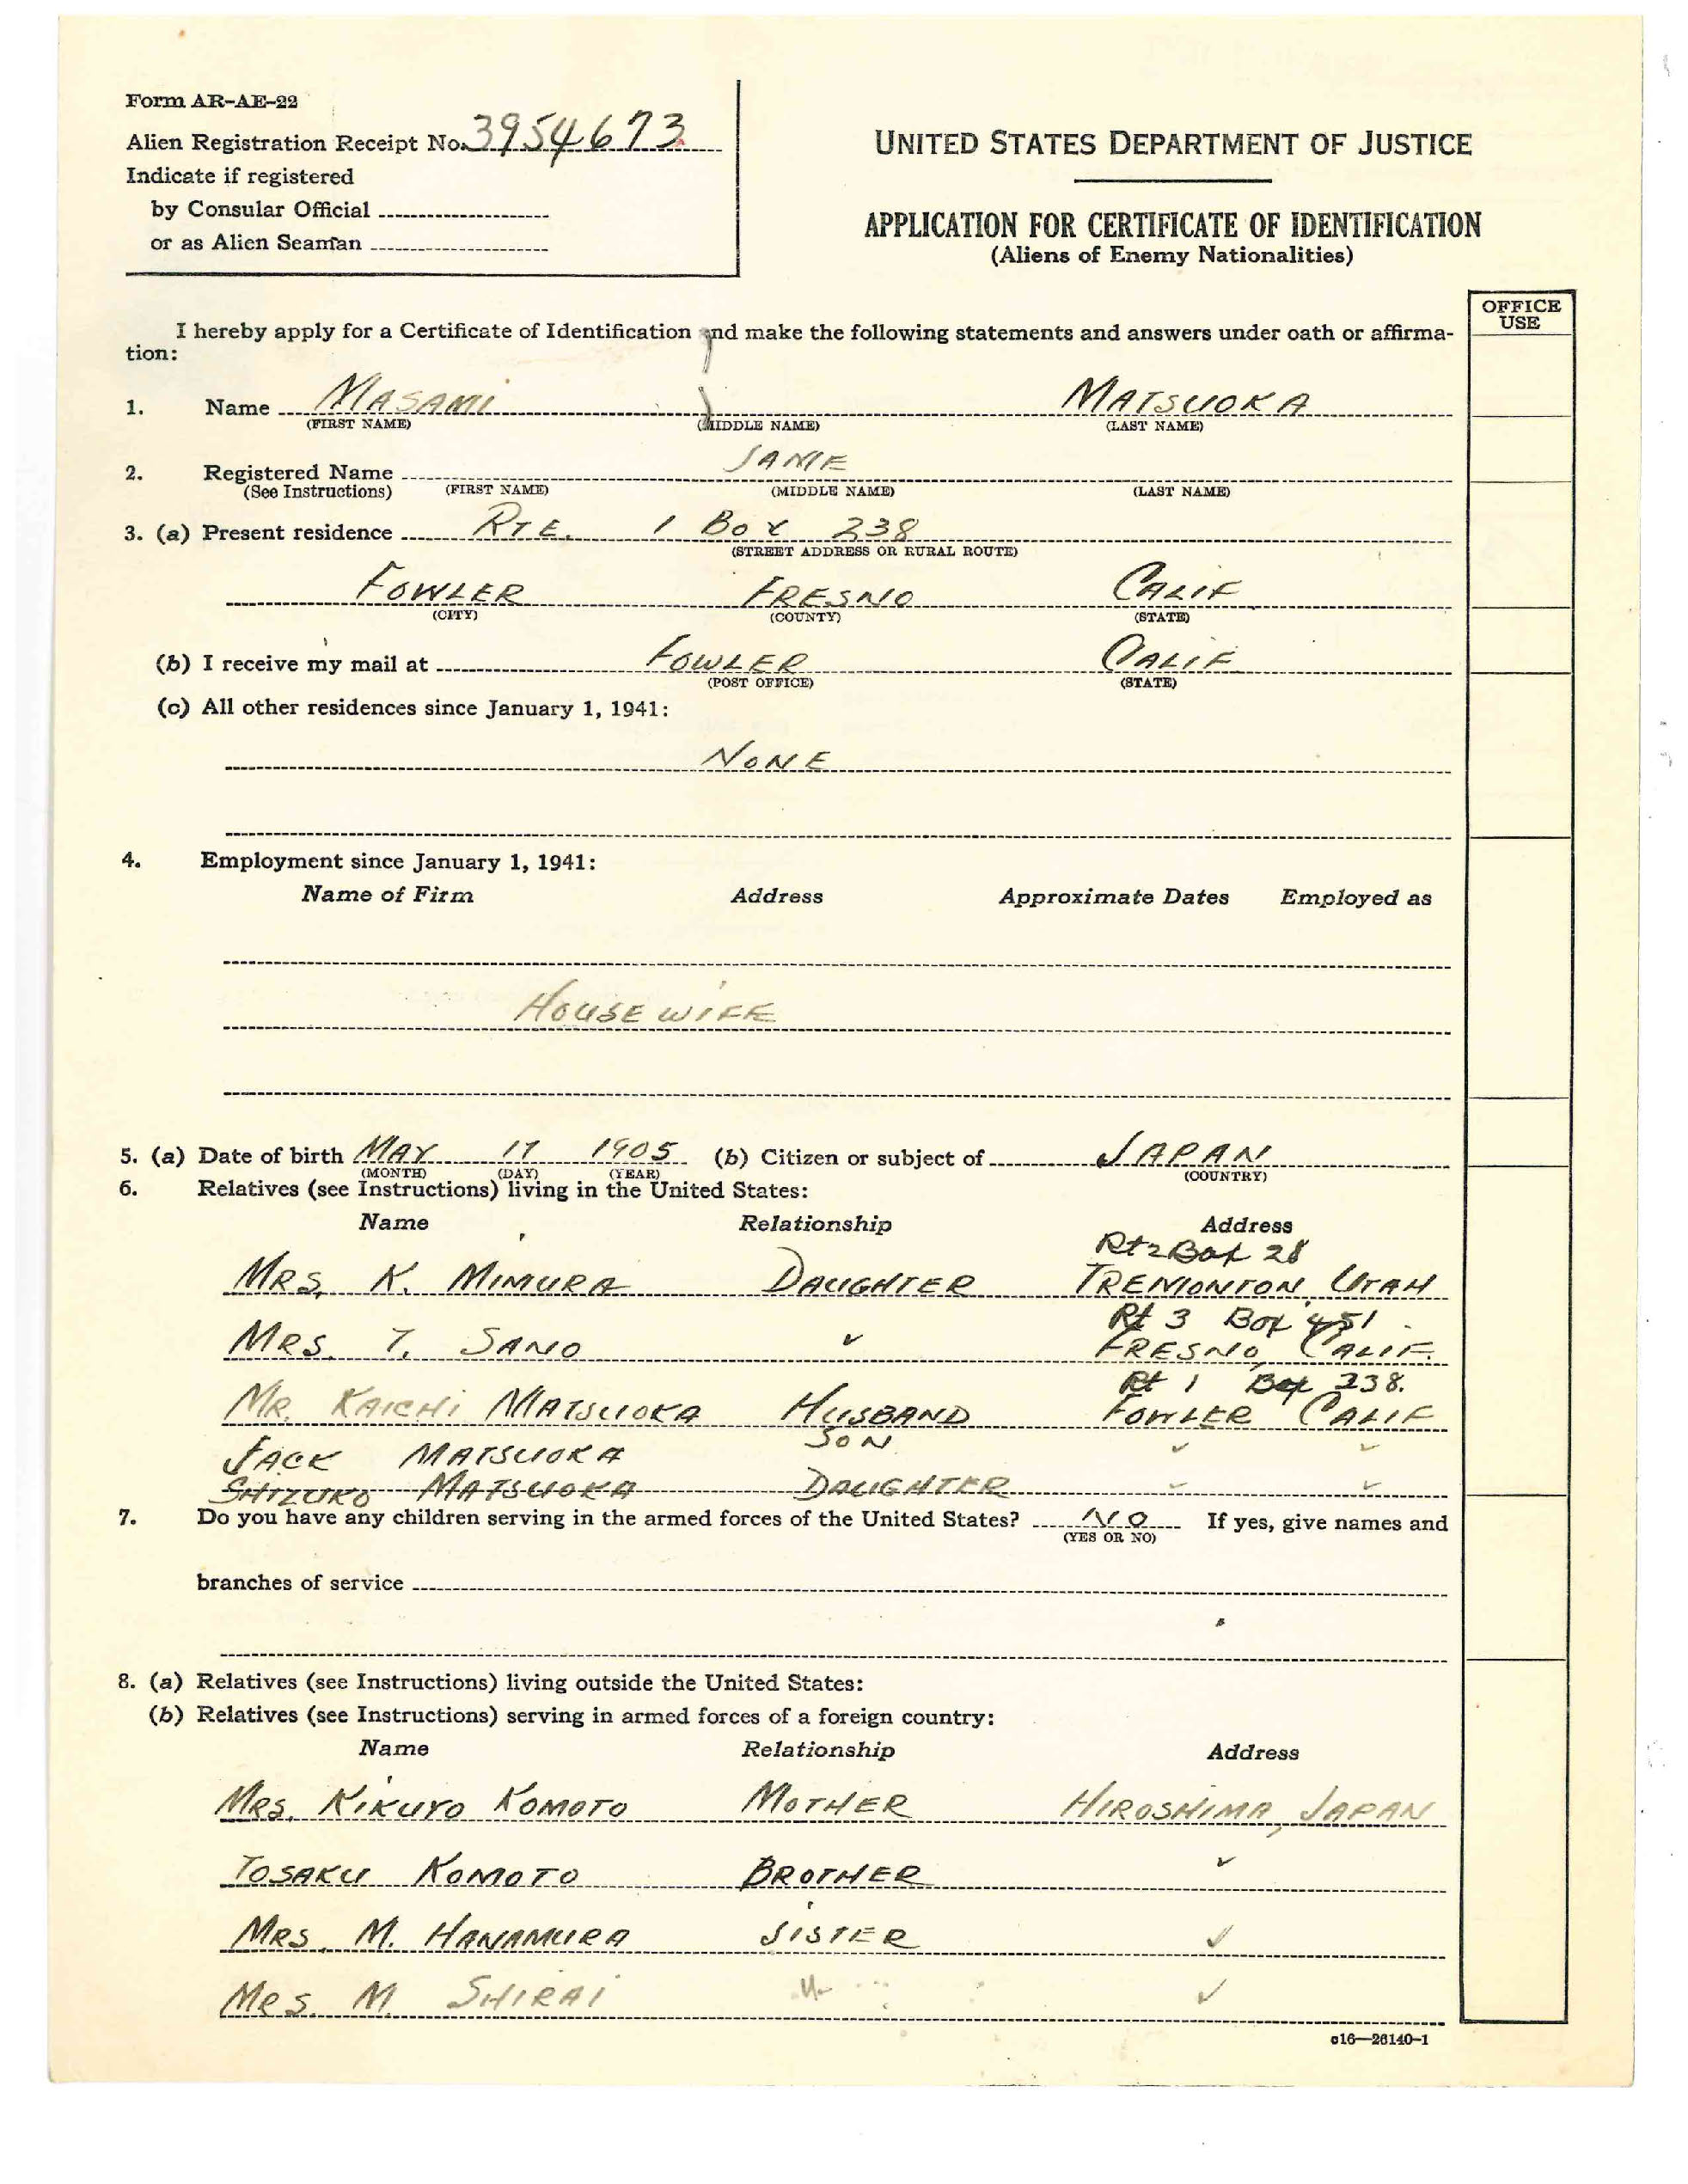 Form AR-AE-22
Alien Registration Receipt No. 3954673
Indicate if registered
by Consular Official
or as Alien Seaman
UNITED STATES DEPARTMENT OF JUSTICE
APPLICATION FOR CERTIFICATE OF IDENTIFICATION
(Aliens of Enemy Nationalities)
OFFICE
USE
I hereby apply for a Certificate of Identification and make the following statements and answers under oath or affirma-
tion:
1. Name MASAMI MATSUOKA
(FIRST NAME) (MIDDLE NAME) (LAST NAME)
2. Registered Name SAME
(See Instructions) (FIRST NAME) (MIDDLE NAME) (LAST NAME)
3. (a) Present residence RTE. 1 BOX 238
(STREET ADDRESS OR RURAL ROUTE)
FOWLER FRESNO CALIF
(CITY) (COUNTY) (STATE)
(b) I receive my mail at FOWLER CALIF
(POST OFFICE) (STATE)
(c) All other residences since January 1, 1941:
NONE
4. Employment since January 1, 1941:
Name of Firm Address Approximate Dates Employed as
HOUSE WIFE
5. (a) Date of birth MAY 17 1905 (b) Citizen or subject of JAPAN
(MONTH) (DAY) (YEAR) (COUNTRY)
6. Relatives (see Instructions) living in the United States:
Name Relationship Address
Rt 2 Box 28
MRS. K. MIMURA DAUGHTER TREMONTON, UTAH
Rt 3 Box 451
MRS. T. SANO ✓ FRESNO, CALIF.
Rt 1 Box 238.
MR. KAICHI MATSUOKA HUSBAND FOWLER CALIF
JACK MATSUOKA SON ✓ ✓
SHIZUKO MATSUOKA DAUGHTER ✓ ✓
7. Do you have any children serving in the armed forces of the United States? NO If yes, give names and
(YES OR NO)
branches of service
8. (a) Relatives (see Instructions) living outside the United States:
(b) Relatives (see Instructions) serving in armed forces of a foreign country:
Name Relationship Address
MRS. KIKUYO KOMOTO MOTHER HIROSHIMA, JAPAN
TOSAKU KOMOTO BROTHER ✓
MRS. M. HANAMURA SISTER ✓
MRS. M. SHIRAI ✓
c16—26140-1